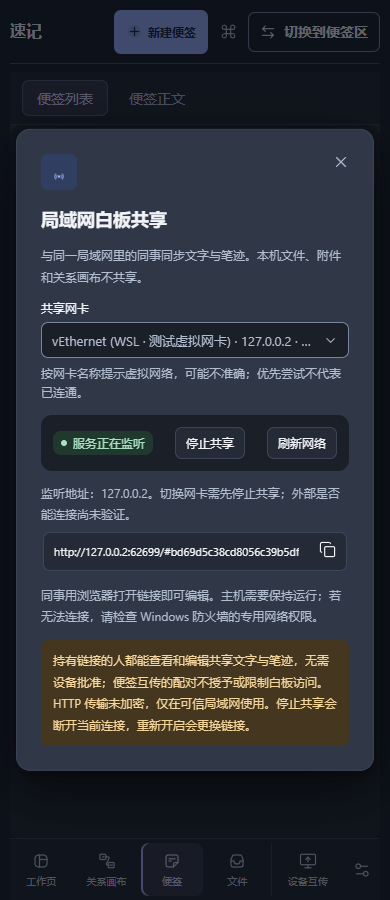 速记
新建便签
切换到便签区
便签列表
便签正文
局域网白板共享
与同一局域网里的同事同步文字与笔迹。本机文件、附件
和关系画布不共享。
共享网卡
vEthernet (WSL · 测试虚拟网卡) · 127.0.0.2 · ...
按网卡名称提示虚拟网络，可能不准确；优先尝试不代表
已连通。
服务正在监听
停止共享
刷新网络
监听地址：127.0.0.2。切换网卡需先停止共享；外部是否
能连接尚未验证。
http://127.0.0.2:62699/#bd69d5c38cd8056c39b5df
同事用浏览器打开链接即可编辑。主机需要保持运行；若
无法连接，请检查 Windows 防火墙的专用网络权限。
持有链接的人都能查看和编辑共享文字与笔迹，无需
设备批准；便签互传的配对不授予或限制白板访问。
HTTP 传输未加密，仅在可信局域网使用。停止共享会
断开当前连接，重新开启会更换链接。
工作页
关系画布
便签
文件
设备互传